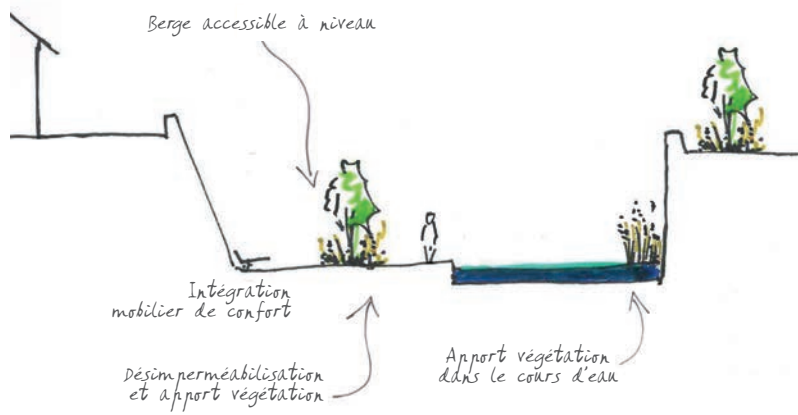 Berge accessible à niveau
Intégration
mobilier de confort
Désimperméabilisation
et apport végétation
Apport végétation
dans le cours d'eau